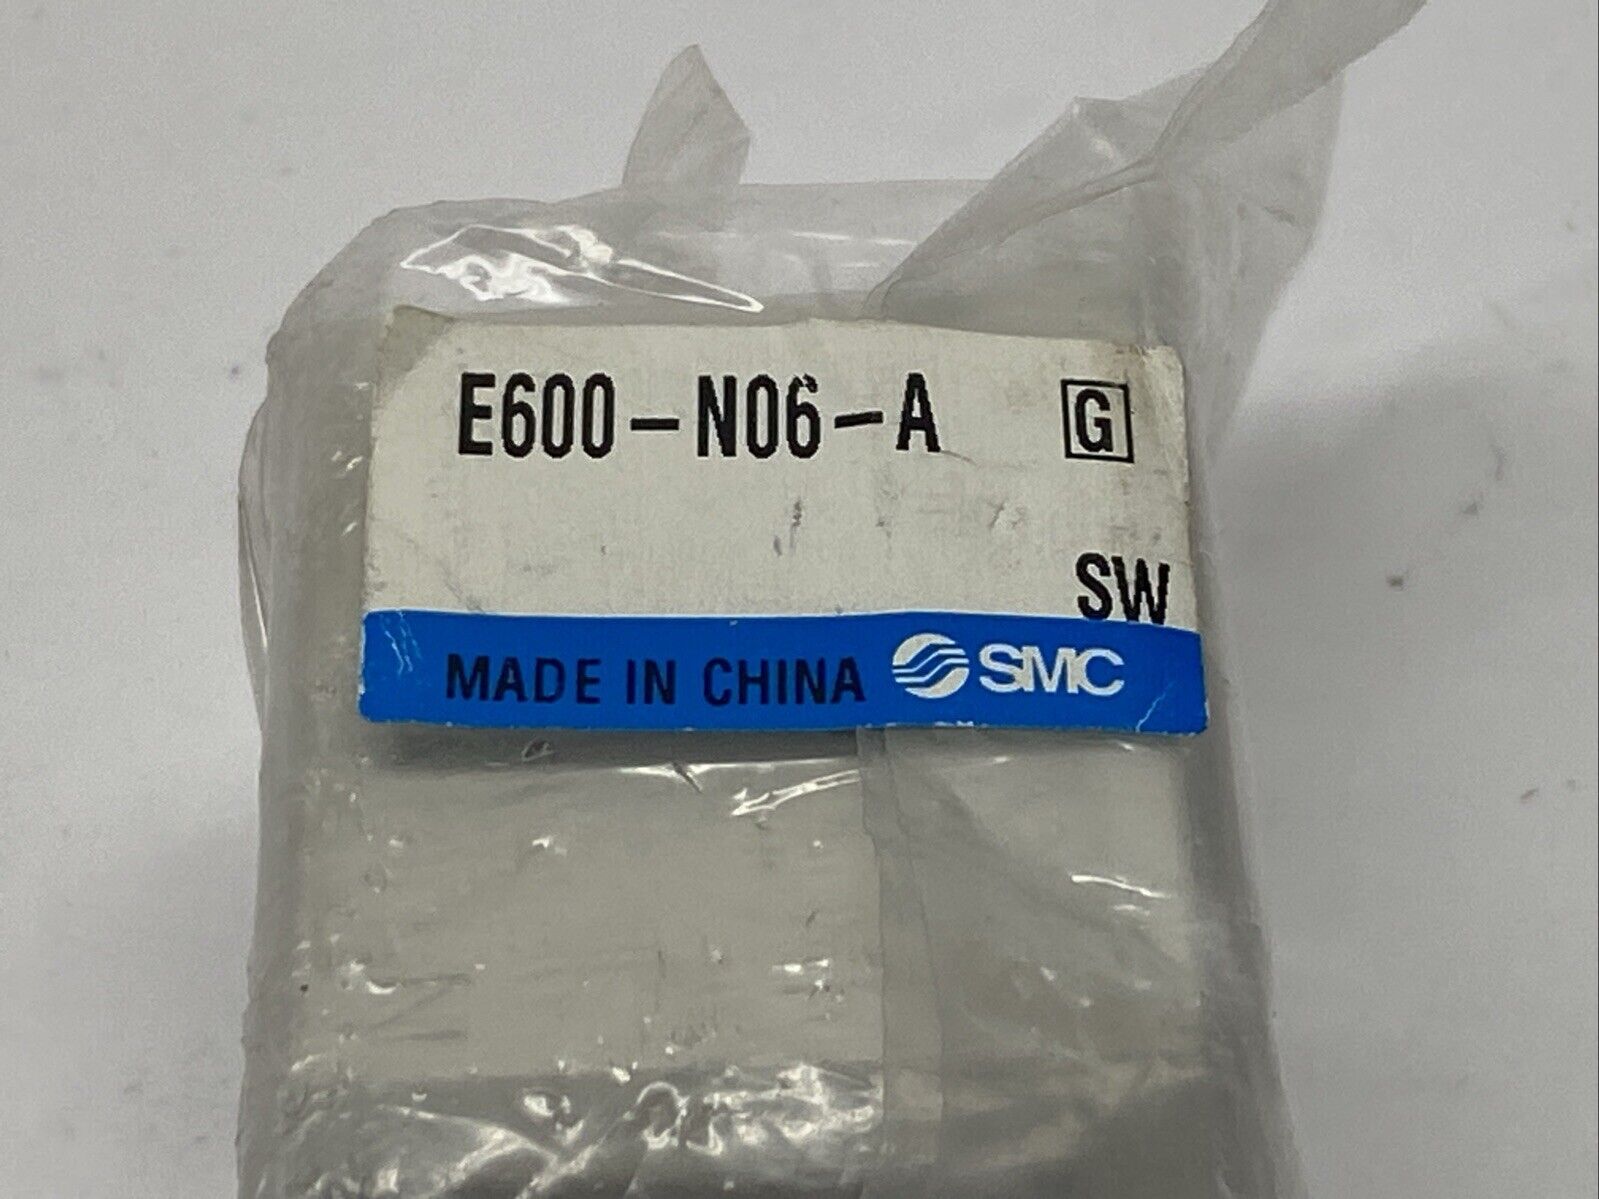 E600-N06-A G
SW
MADE IN CHINA SMC